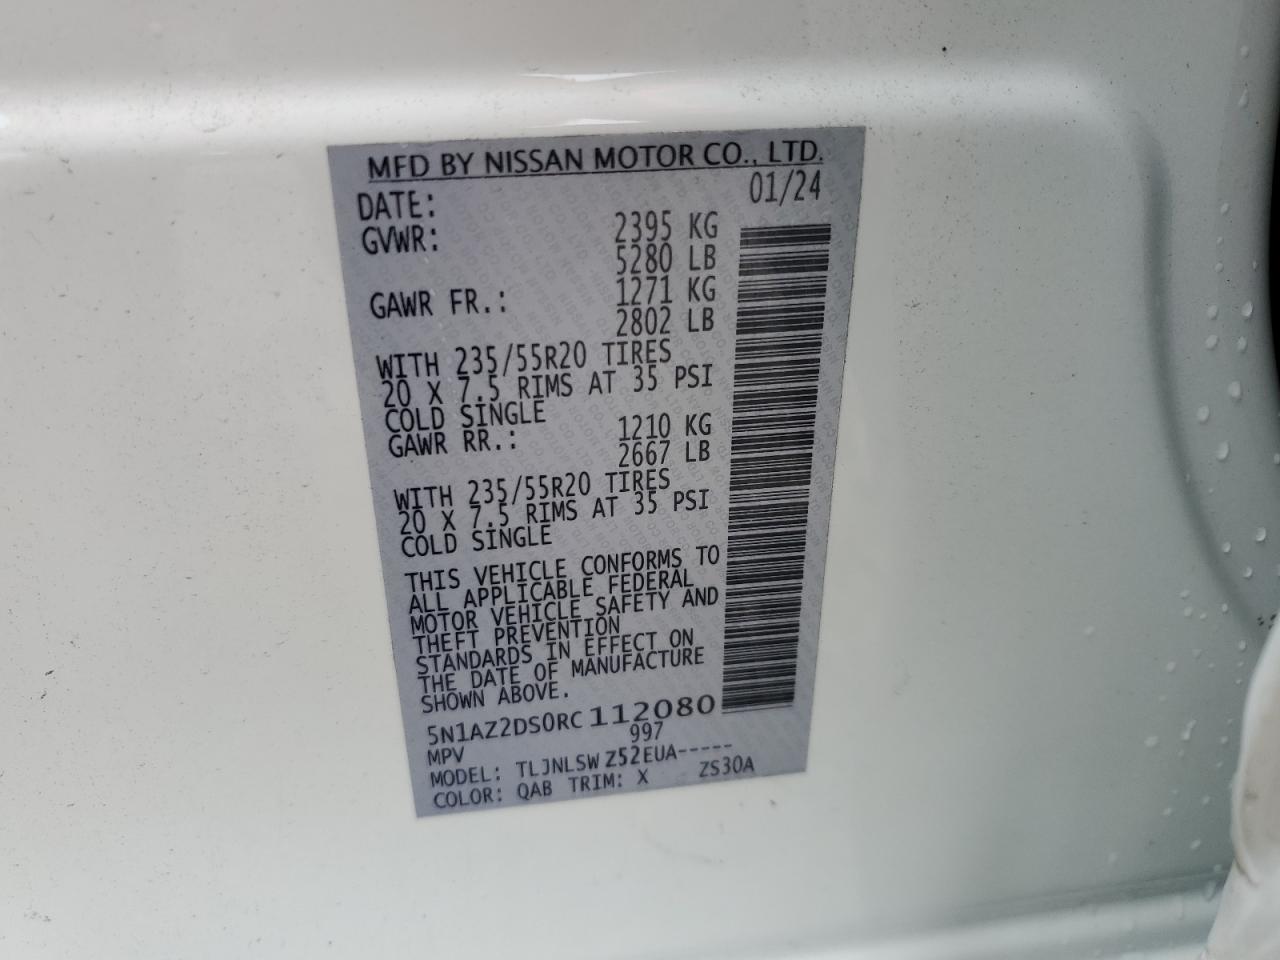 MFD BY NISSAN MOTOR CO., LTD.
DATE: 01/24
GVWR: 2395 KG
5280 LB
GAWR FR.: 1271 KG
2802 LB
WITH 235/55R20 TIRES
20 X 7.5 RIMS AT 35 PSI
COLD SINGLE
GAWR RR.: 1210 KG
2667 LB
WITH 235/55R20 TIRES
20 X 7.5 RIMS AT 35 PSI
COLD SINGLE
THIS VEHICLE CONFORMS TO
ALL APPLICABLE FEDERAL
MOTOR VEHICLE SAFETY AND
THEFT PREVENTION
STANDARDS IN EFFECT ON
THE DATE OF MANUFACTURE
SHOWN ABOVE.
5N1AZ2DS0RC112080
MPV 997
MODEL: TLJNLSWZ52EUA-----
COLOR: QAB TRIM: X ZS30A